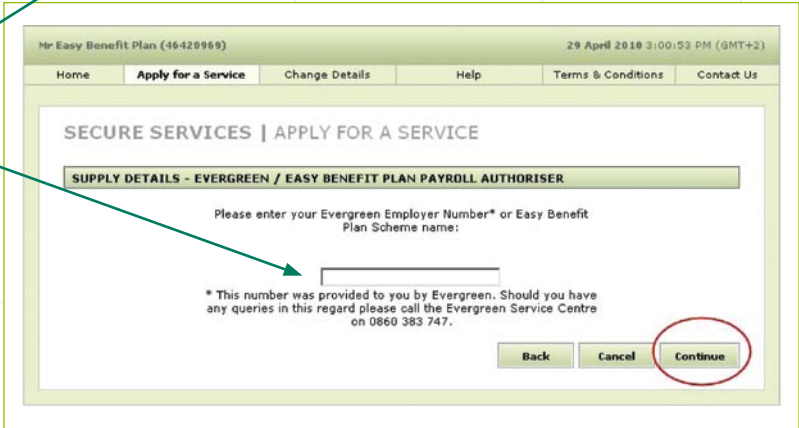 Mr Easy Benefit Plan (46420969) 29 April 2010 3:00:53 PM (GMT+2)
Home Apply for a Service Change Details Help Terms & Conditions Contact Us
SECURE SERVICES | APPLY FOR A SERVICE
SUPPLY DETAILS - EVERGREEN / EASY BENEFIT PLAN PAYROLL AUTHORISER
Please enter your Evergreen Employer Number* or Easy Benefit
Plan Scheme name:
* This number was provided to you by Evergreen. Should you have
any queries in this regard please call the Evergreen Service Centre
on 0860 383 747.
Back Cancel Continue